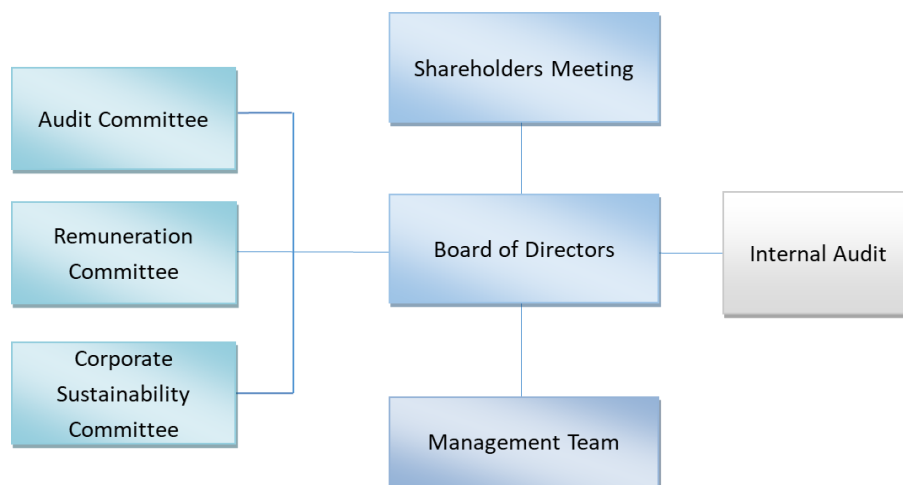 Shareholders Meeting
Audit Committee
Remuneration
Committee
Board of Directors
Internal Audit
Corporate
Sustainability
Committee
Management Team